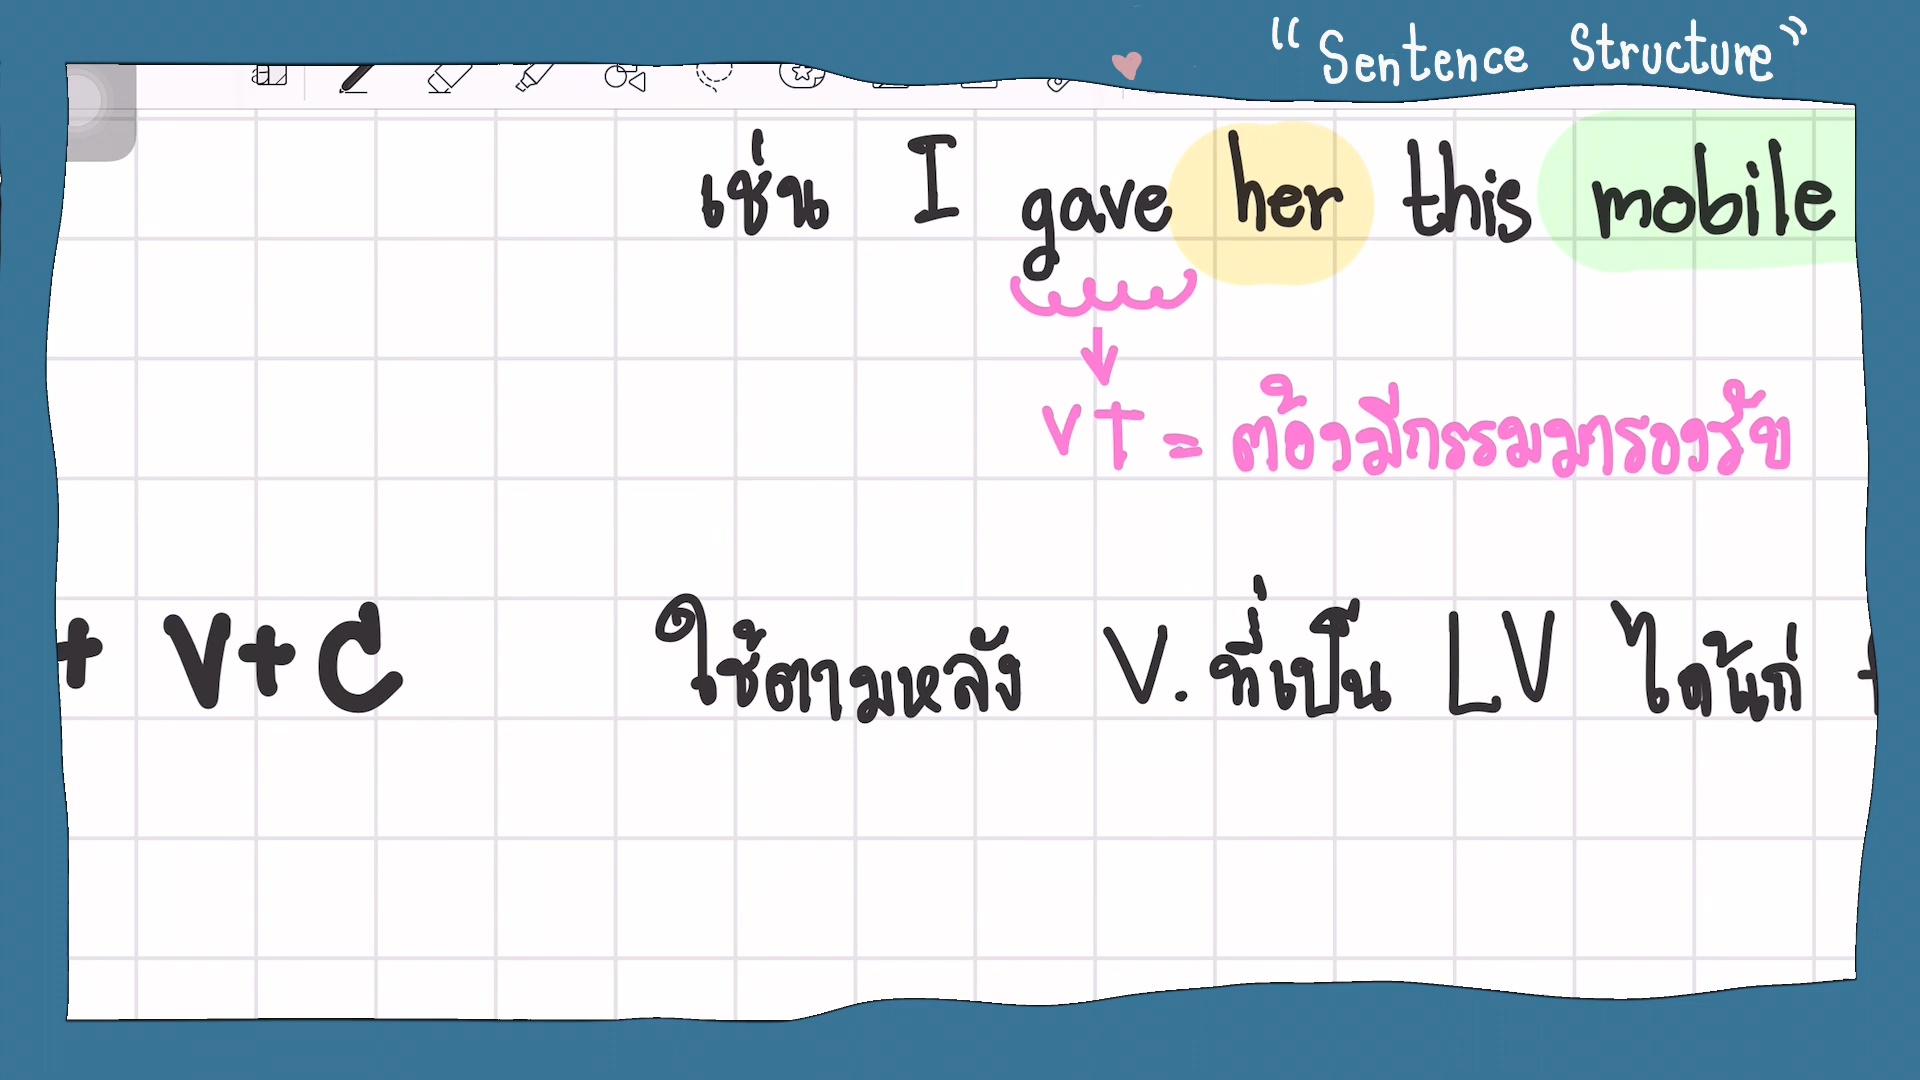 “Sentence Structure”
เช่น I gave her this mobile
VT = ต้องมีกรรมมารองรับ
+ V+C ใช้ตามหลัง V. ที่เป็น LV ได้แก่